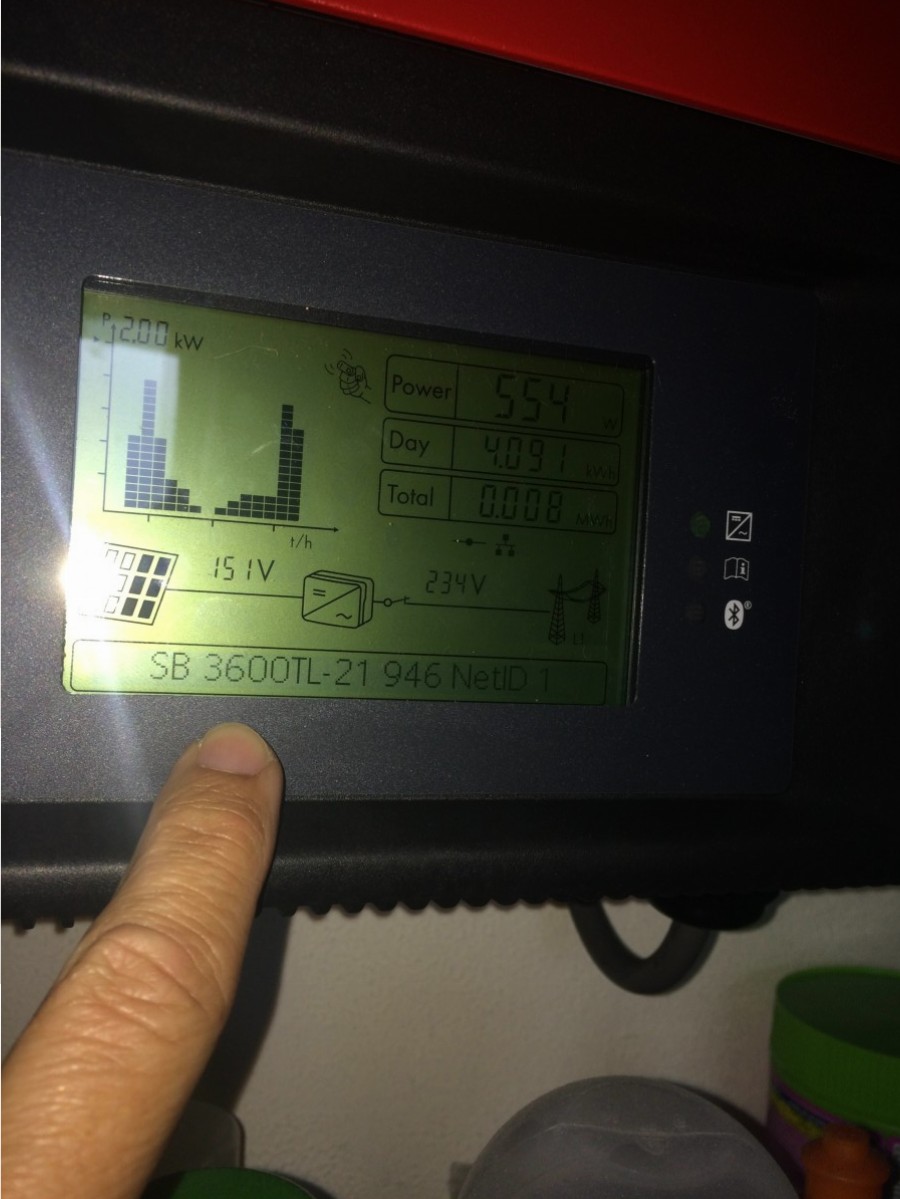 P 2.00 kW
Power 554 W
Day 4.091 kWh
Total 0.008 MWh
t/h
151V
234V
L1
SB 3600TL-21 946 NetID 1